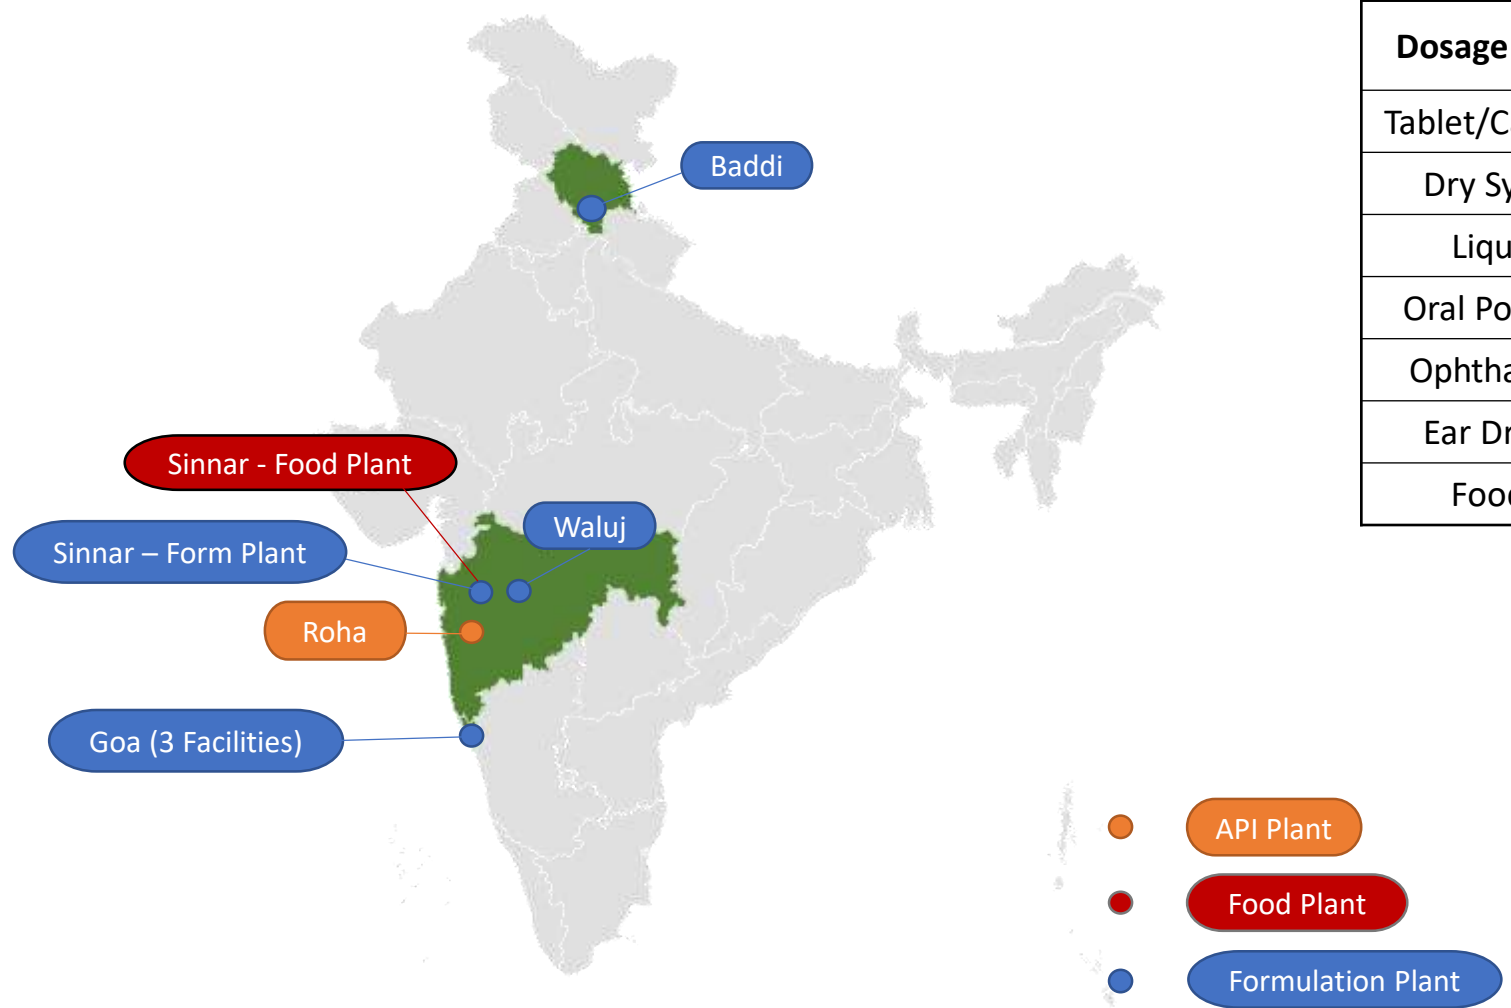 Baddi
Sinnar - Food Plant
Waluj
Sinnar – Form Plant
Roha
Goa (3 Facilities)
API Plant
Food Plant
Formulation Plant
Dosage
Tablet/C
Dry Sy
Liqu
Oral Po
Ophtha
Ear Dr
Food